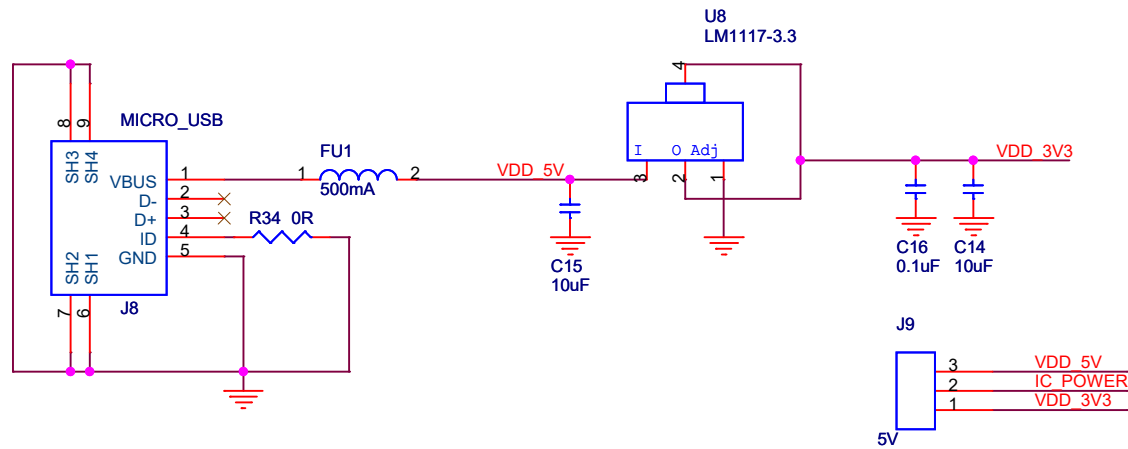 U8
LM1117-3.3
4
I O Adj
3 2 1
MICRO_USB
J8
8 9
SH3 SH4
VBUS 1
D- 2
D+ 3
ID 4
GND 5
SH2 SH1
7 6
FU1
1 2
500mA
R34 0R
VDD_5V
C15
10uF
VDD_3V3
C16
0.1uF
C14
10uF
J9
3 VDD_5V
2 IC_POWER
1 VDD_3V3
5V